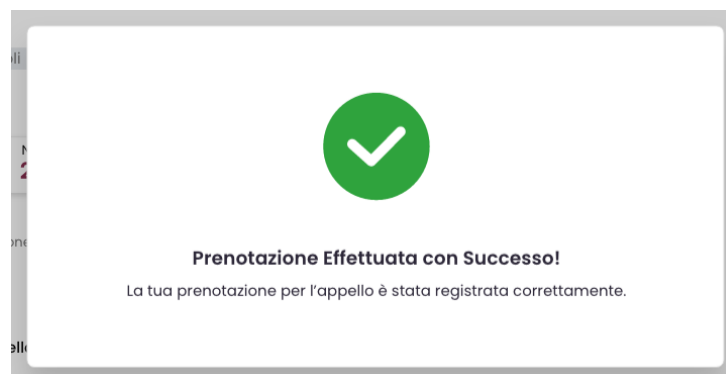 Prenotazione Effettuata con Successo!
La tua prenotazione per l'appello è stata registrata correttamente.